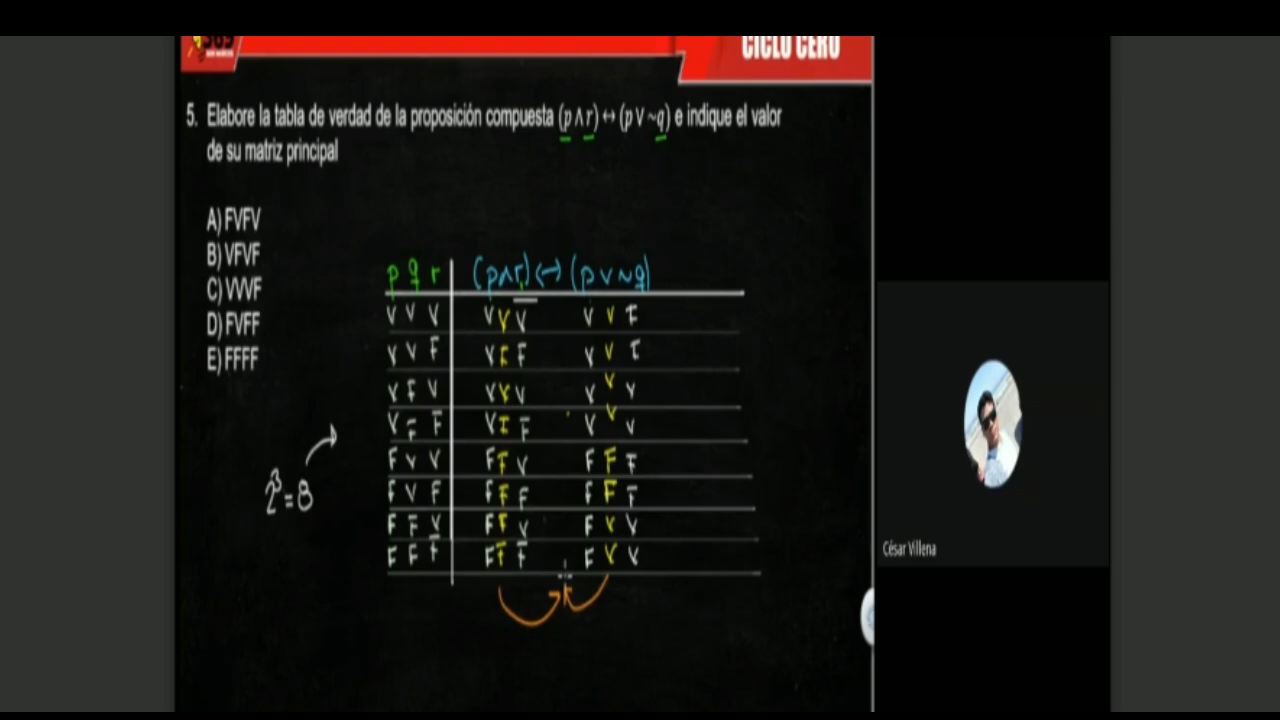 CICLO CERO
5. Elabore la tabla de verdad de la proposición compuesta (p ∧ r) ↔ (p ∨ ~q) e indique el valor
de su matriz principal
A) FVFV
B) VFVF
C) VVVF
D) FVFF
E) FFFF
p q r (p∧r) ↔ (p ∨ ~q)
V V V V V V V V F
V V F V F F V V F
V F V V V V V V V
V F F V F F V V V
F V V F F V F F F
F V F F F F F F F
F F V F F V F V V
F F F F F F F V V
2³=8
César Villena